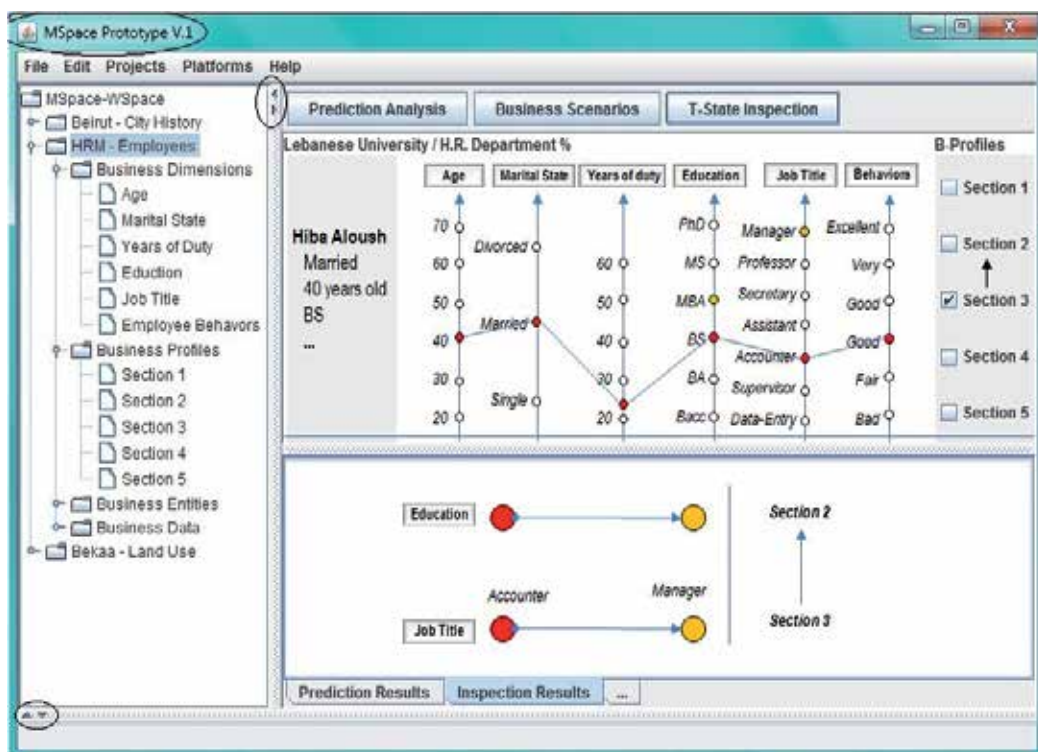 MSpace Prototype V.1
File Edit Projects Platforms Help
MSpace-WSpace
Beirut - City History
HRM - Employees
Business Dimensions
Age
Marital State
Years of Duty
Eduction
Job Title
Employee Behavors
Business Profiles
Section 1
Section 2
Section 3
Section 4
Section 5
Business Entities
Business Data
Bekaa - Land Use
Prediction Analysis Business Scenarios T-State Inspection
Lebanese University / H.R. Department % B-Profiles
Age Marital State Years of duty Education Job Title Behaviors
Hiba Aloush
Married
40 years old
BS
...
70
60
50
40
30
20
Divorced
Married
Single
60
50
40
30
20
PhD
MS
MBA
BS
BA
Bacc
Manager
Professor
Secretary
Assistant
Accounter
Supervisor
Data-Entry
Excellent
Very
Good
Good
Fair
Bad
Section 1
Section 2
Section 3
Section 4
Section 5
Education Section 2
Accounter Manager
Job Title Section 3
Prediction Results Inspection Results ...